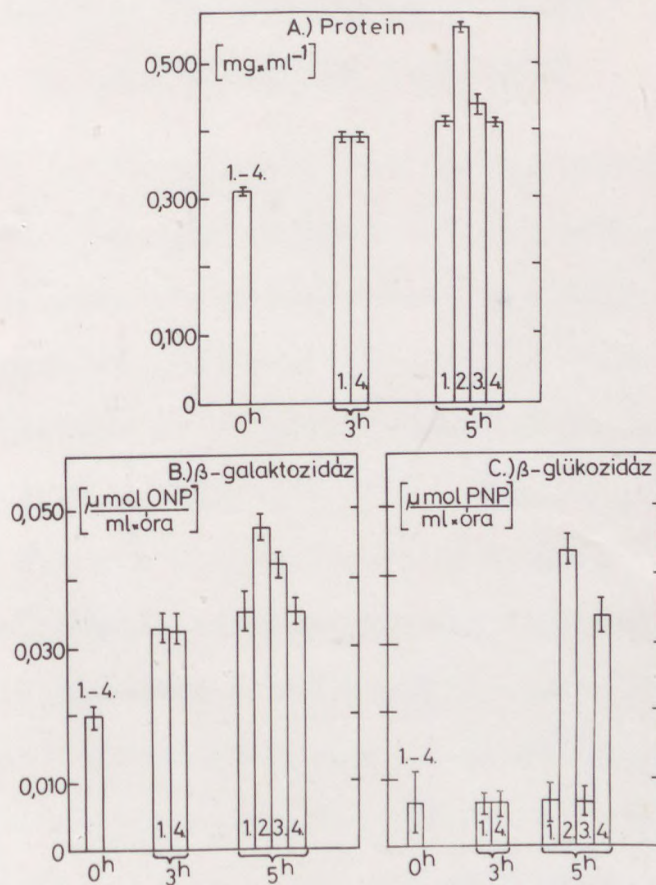 A.) Protein
[mg×ml⁻¹]
0,500
0,300
0,100
0
1.-4.
1. 4.
1. 2. 3. 4.
0ʰ
3ʰ
5ʰ
B.) β-galaktozidáz
[μmol ONP
ml×óra]
0,050
0,030
0,010
0
1.-4.
1. 4.
1. 2. 3. 4.
0ʰ
3ʰ
5ʰ
C.) β-glükozidáz
[μmol PNP
ml×óra]
1.-4.
1. 4.
1. 2. 3. 4.
0ʰ
3ʰ
5ʰ